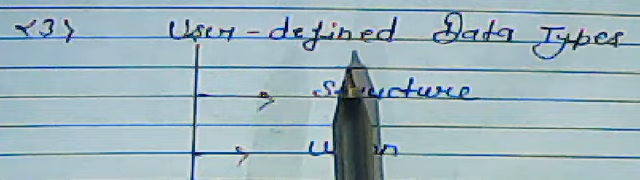 <3> User-defined Data Types
Structure